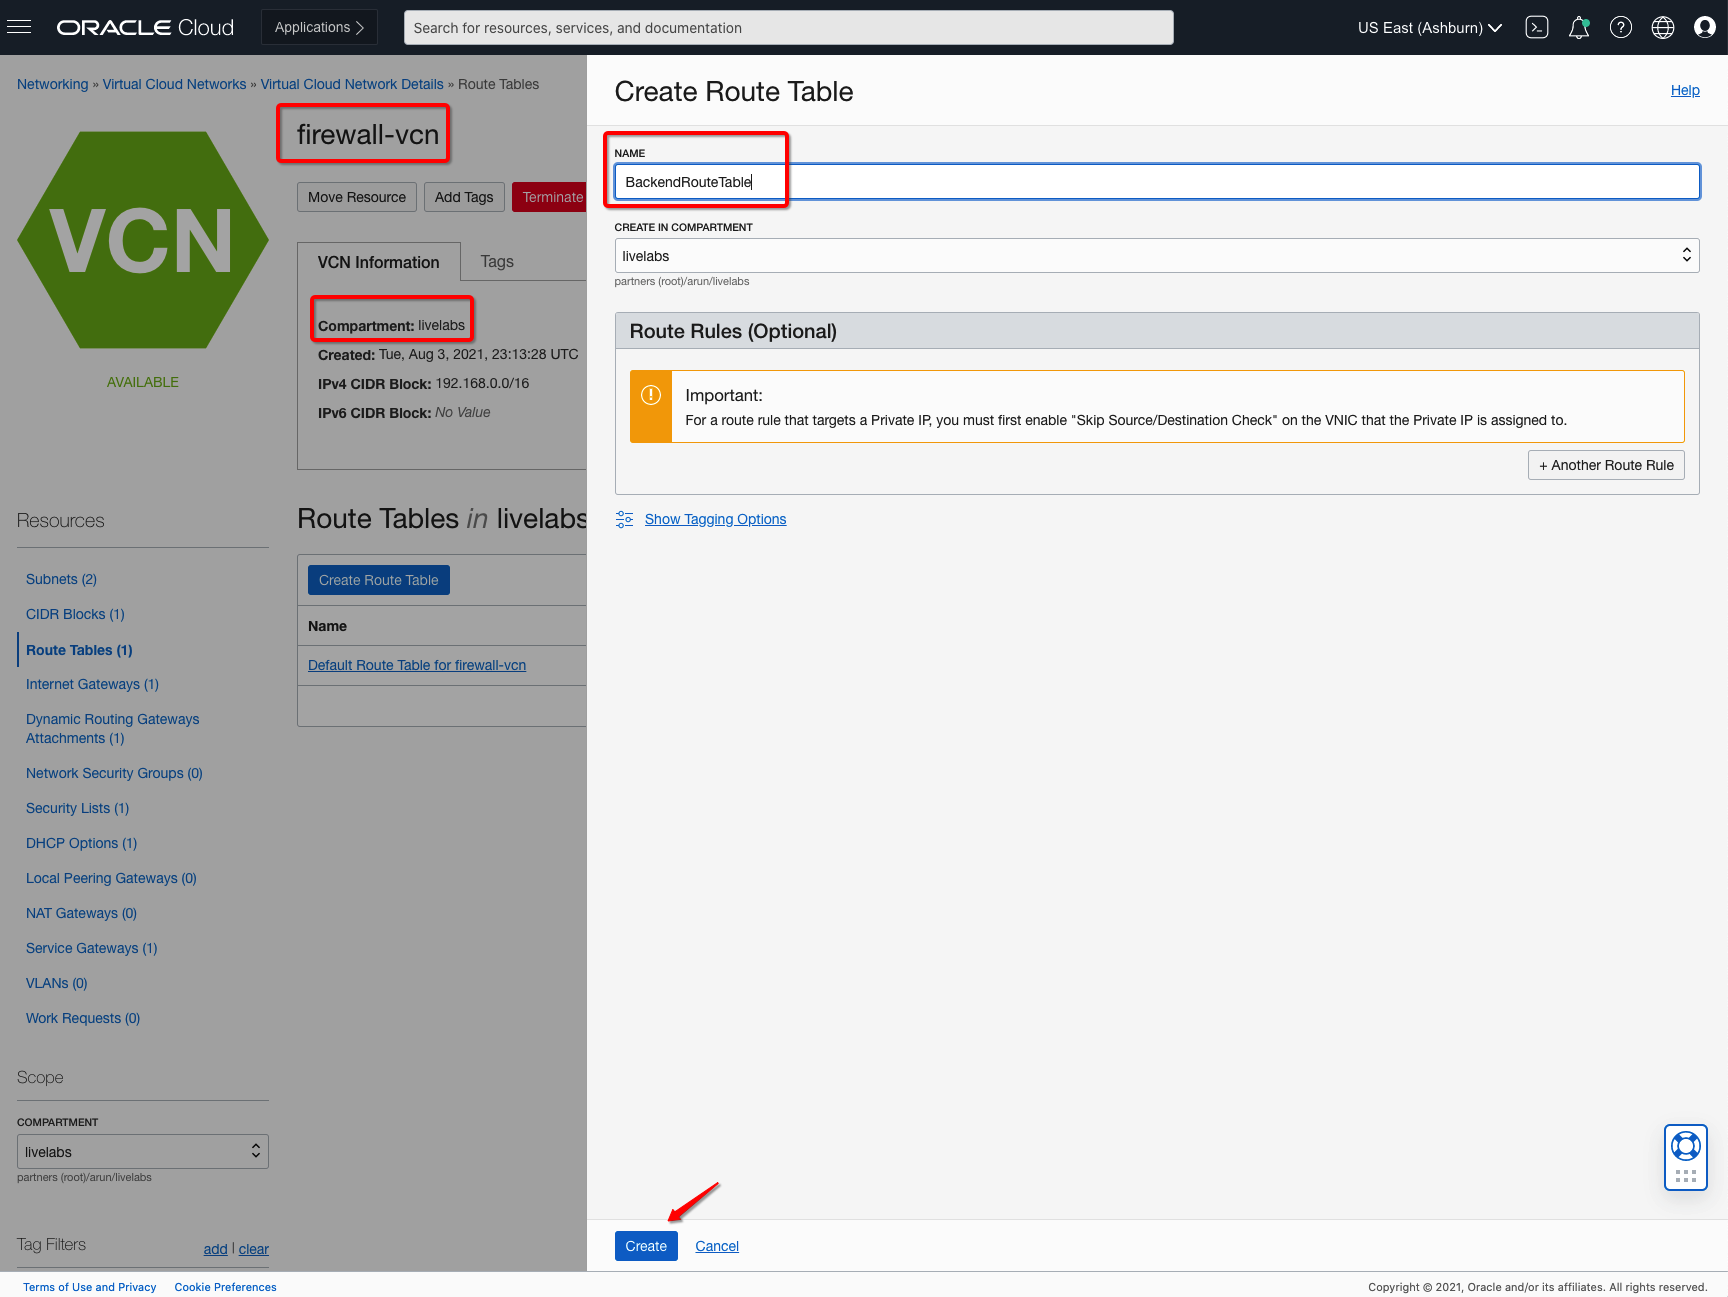 ORACLE Cloud
Applications
Search for resources, services, and documentation
US East (Ashburn)
Networking » Virtual Cloud Networks » Virtual Cloud Network Details » Route Tables
VCN
AVAILABLE
firewall-vcn
Move Resource
Add Tags
Terminate
VCN Information
Tags
Compartment: livelabs
Created: Tue, Aug 3, 2021, 23:13:28 UTC
IPv4 CIDR Block: 192.168.0.0/16
IPv6 CIDR Block: No Value
Resources
Subnets (2)
CIDR Blocks (1)
Route Tables (1)
Internet Gateways (1)
Dynamic Routing Gateways
Attachments (1)
Network Security Groups (0)
Security Lists (1)
DHCP Options (1)
Local Peering Gateways (0)
NAT Gateways (0)
Service Gateways (1)
VLANs (0)
Work Requests (0)
Scope
COMPARTMENT
livelabs
partners (root)/arun/livelabs
Tag Filters
add | clear
Route Tables in livelabs
Create Route Table
Name
Default Route Table for firewall-vcn
Create Route Table
Help
NAME
BackendRouteTable
CREATE IN COMPARTMENT
livelabs
partners (root)/arun/livelabs
Route Rules (Optional)
Important:
For a route rule that targets a Private IP, you must first enable "Skip Source/Destination Check" on the VNIC that the Private IP is assigned to.
+ Another Route Rule
Show Tagging Options
Create
Cancel
Terms of Use and Privacy
Cookie Preferences
Copyright © 2021, Oracle and/or its affiliates. All rights reserved.